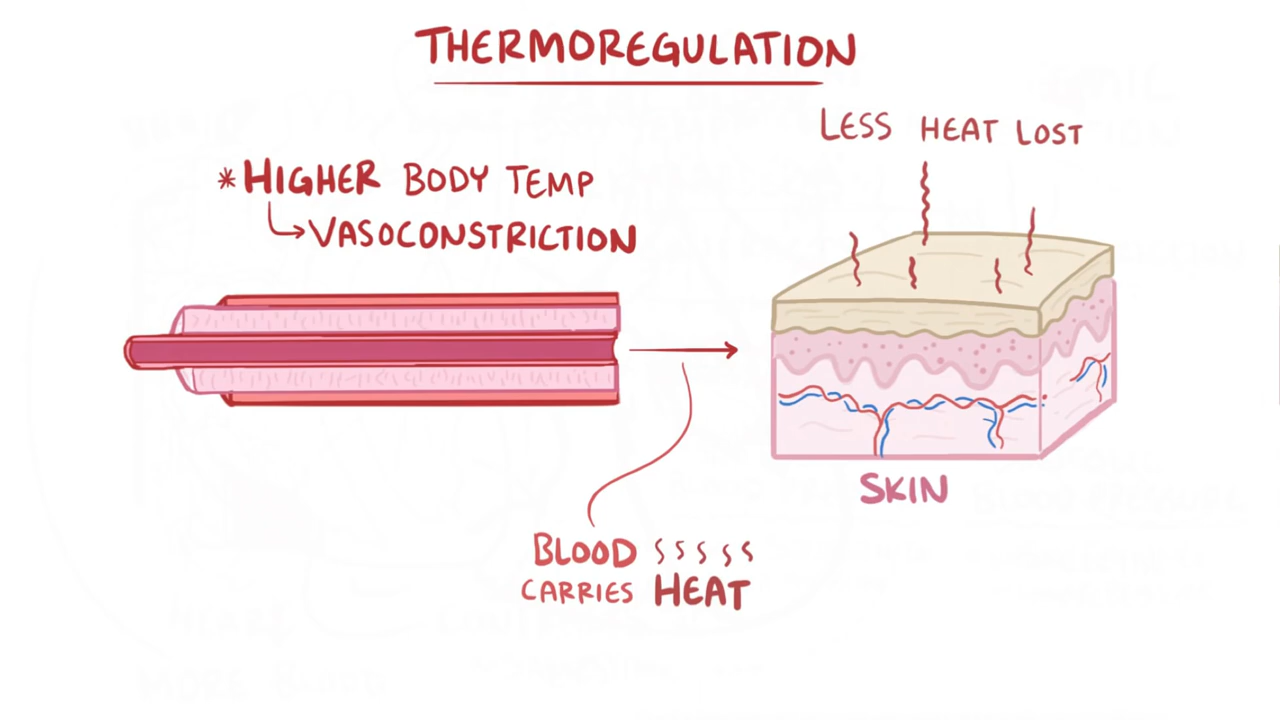 THERMOREGULATION
LESS HEAT LOST
*HIGHER BODY TEMP
↳VASOCONSTRICTION
SKIN
BLOOD
CARRIES HEAT